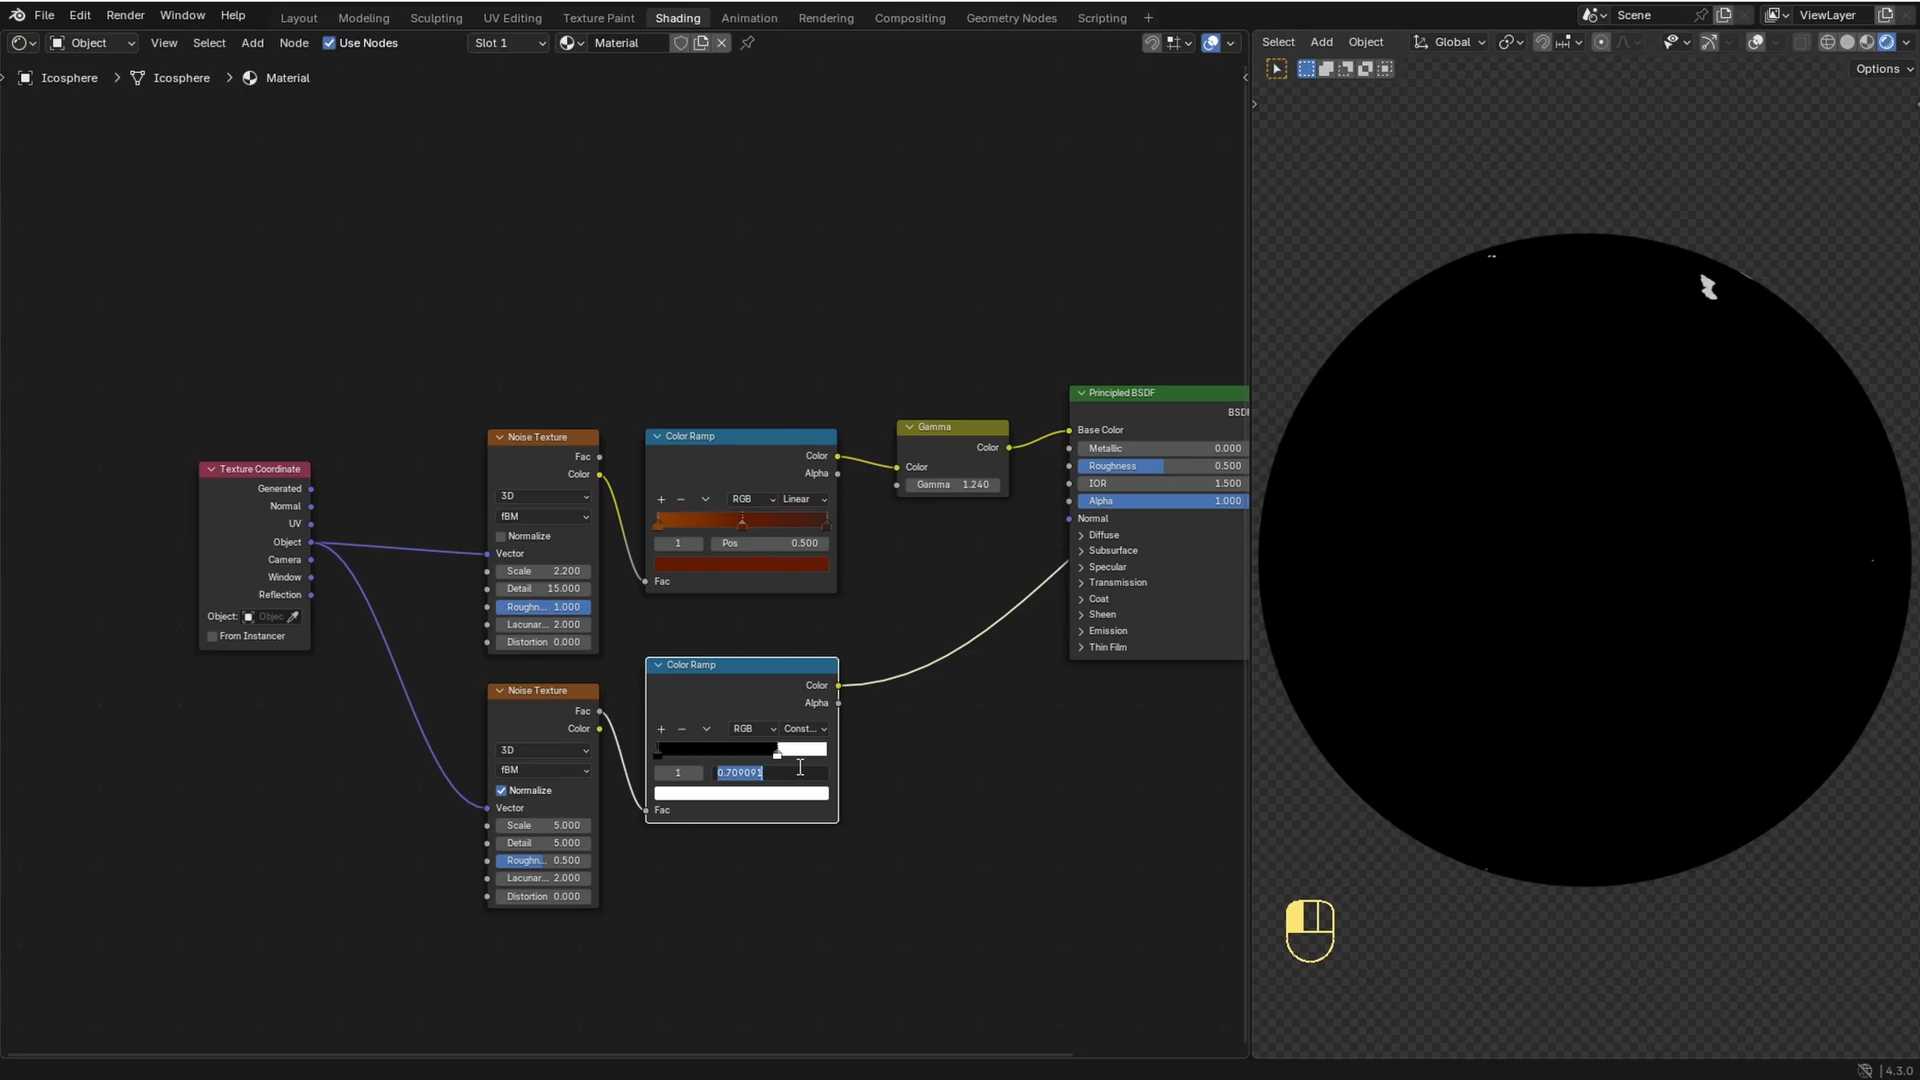 File Edit Render Window Help Layout Modeling Sculpting UV Editing Texture Paint Shading Animation Rendering Compositing Geometry Nodes Scripting + Scene ViewLayer
Object View Select Add Node Use Nodes Slot 1 Material
Select Add Object Global
Options
Icosphere > Icosphere > Material
Texture Coordinate
Generated
Normal
UV
Object
Camera
Window
Reflection
Object: Objec
From Instancer
Noise Texture
Fac
Color
3D
fBM
Normalize
Vector
Scale 2.200
Detail 15.000
Roughn... 1.000
Lacunar... 2.000
Distortion 0.000
Color Ramp
Color
Alpha
RGB Linear
1 Pos 0.500
Fac
Gamma
Color
Color
Gamma 1.240
Principled BSDF
BSDF
Base Color
Metallic 0.000
Roughness 0.500
IOR 1.500
Alpha 1.000
Normal
Diffuse
Subsurface
Specular
Transmission
Coat
Sheen
Emission
Thin Film
Noise Texture
Fac
Color
3D
fBM
Normalize
Vector
Scale 5.000
Detail 5.000
Roughn... 0.500
Lacunar... 2.000
Distortion 0.000
Color Ramp
Color
Alpha
RGB Const...
1 0.709091
Fac
4.3.0